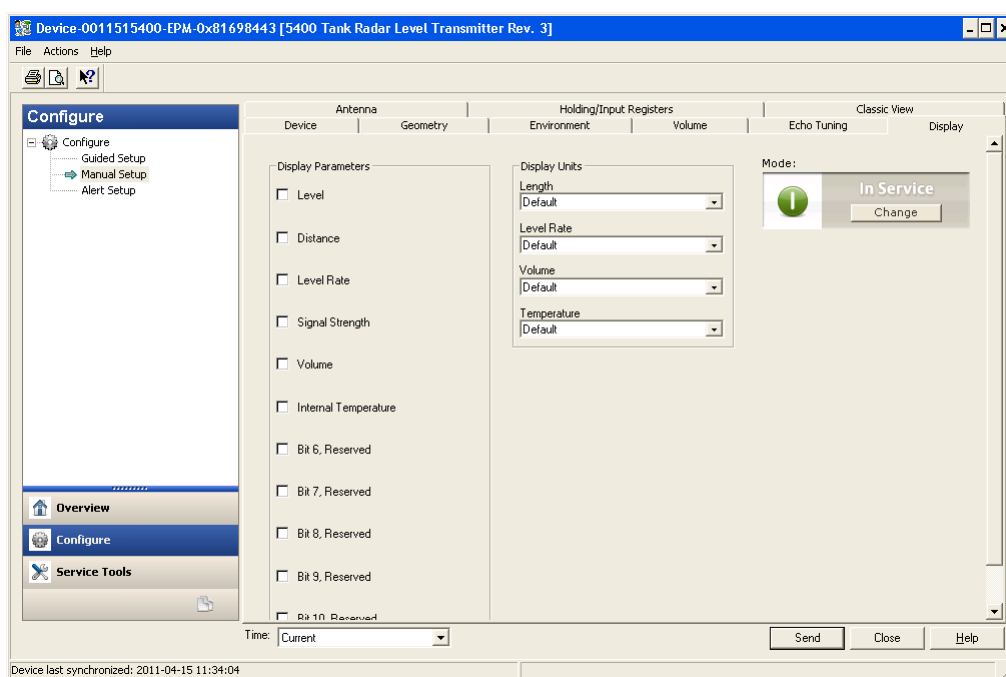 Device-0011515400-EPM-0x81698443 [5400 Tank Radar Level Transmitter Rev. 3]
File Actions Help
Configure
Configure
Guided Setup
Manual Setup
Alert Setup
Overview
Configure
Service Tools
Antenna Holding/Input Registers Classic View
Device Geometry Environment Volume Echo Tuning Display
Display Parameters
Level
Distance
Level Rate
Signal Strength
Volume
Internal Temperature
Bit 6, Reserved
Bit 7, Reserved
Bit 8, Reserved
Bit 9, Reserved
Bit 10, Reserved
Display Units
Length
Default
Level Rate
Default
Volume
Default
Temperature
Default
Mode:
In Service
Change
Time: Current
Send Close Help
Device last synchronized: 2011-04-15 11:34:04